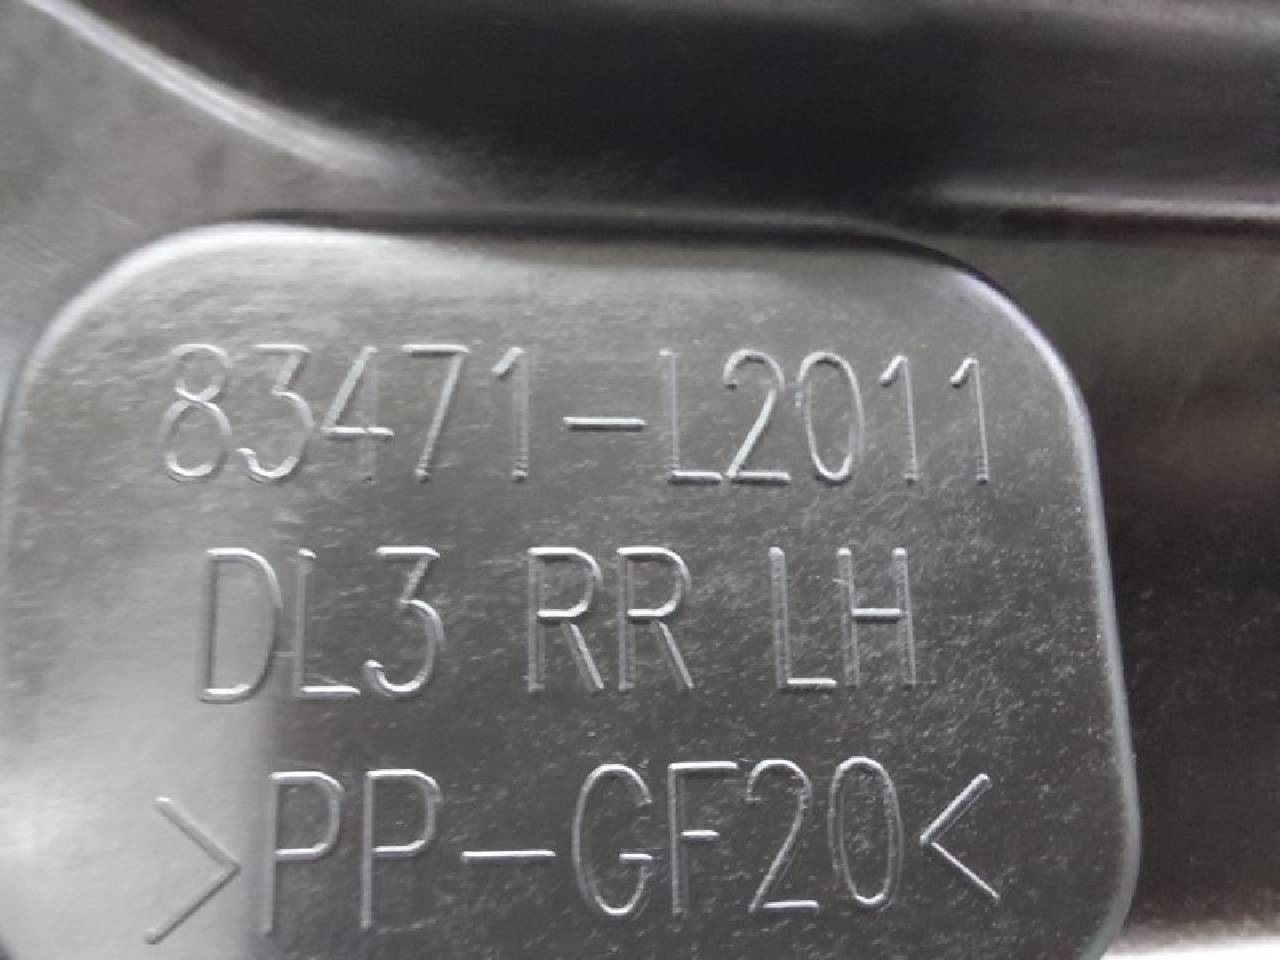 83471-L2011
DL3 RR LH
>PP-GF20<